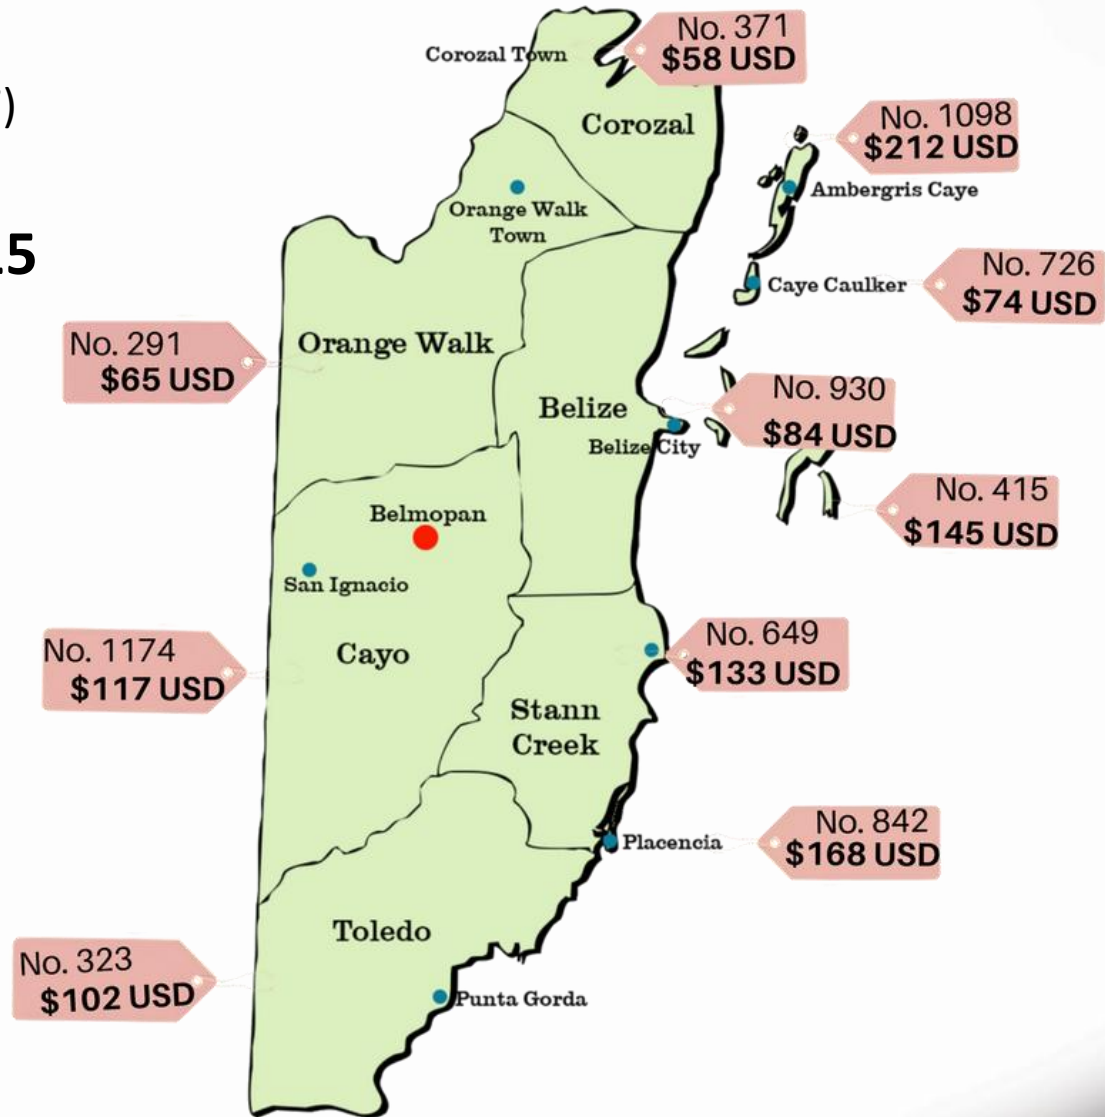 No. 371
$58 USD
Corozal Town
)
Corozal
No. 1098
$212 USD
Ambergris Caye
Orange Walk
Town
15
No. 726
$74 USD
Caye Caulker
No. 291
$65 USD
Orange Walk
Belize
Belize City
No. 930
$84 USD
No. 415
$145 USD
Belmopan
San Ignacio
No. 1174
$117 USD
Cayo
No. 649
$133 USD
Stann
Creek
Placencia
No. 842
$168 USD
Toledo
No. 323
$102 USD
Punta Gorda